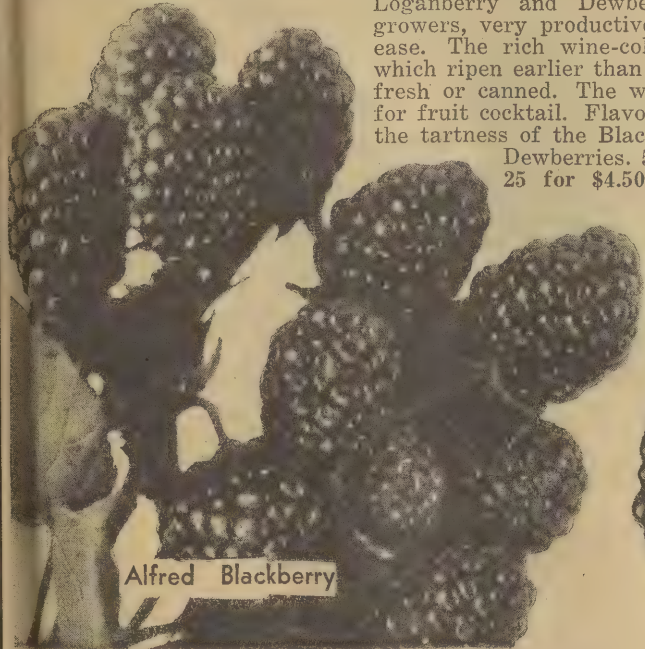 Loganberry and Dewbe
growers, very productive
ease. The rich wine-col
which ripen earlier than
fresh or canned. The w
for fruit cocktail. Flavo
the tartness of the Blac
Dewberries. 5
25 for $4.50
Alfred Blackberry